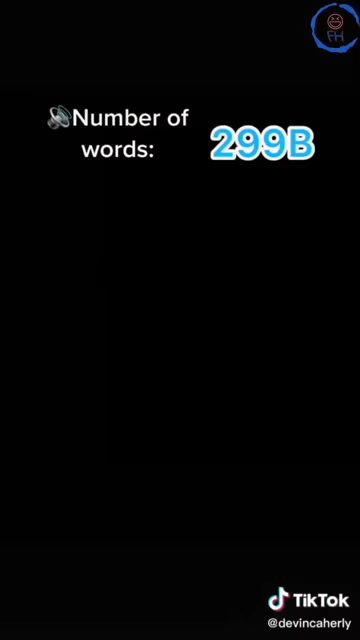 FH
🔊Number of
words:
299B
TikTok
@devincaherly